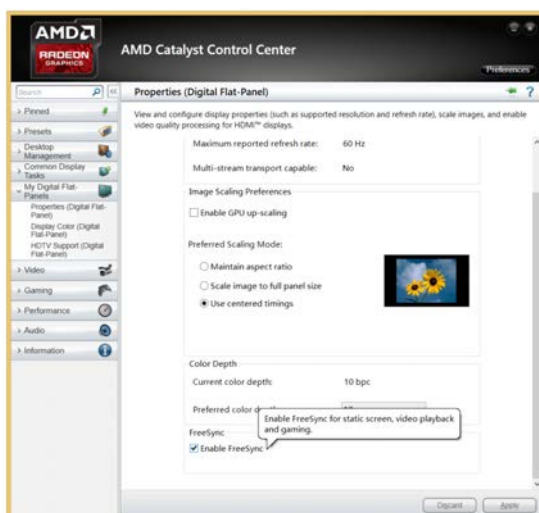 AMD
RADEON
GRAPHICS
AMD Catalyst Control Center
Preferences
Search
Properties (Digital Flat-Panel)
Pinned
Presets
Desktop
Management
Common Display
Tasks
My Digital Flat-
Panels
Properties (Digital Flat-
Panel)
Display Color (Digital
Flat-Panel)
HDTV Support (Digital
Flat-Panel)
Video
Gaming
Performance
Audio
Information
View and configure display properties (such as supported resolution and refresh rate), scale images, and enable
video quality processing for HDMI™ displays.
Maximum reported refresh rate: 60 Hz
Multi-stream transport capable: No
Image Scaling Preferences
Enable GPU up-scaling
Preferred Scaling Mode:
Maintain aspect ratio
Scale image to full panel size
Use centered timings
Color Depth
Current color depth: 10 bpc
Preferred color
Enable FreeSync for static screen, video playback
and gaming.
FreeSync
Enable FreeSync
Discard
Apply